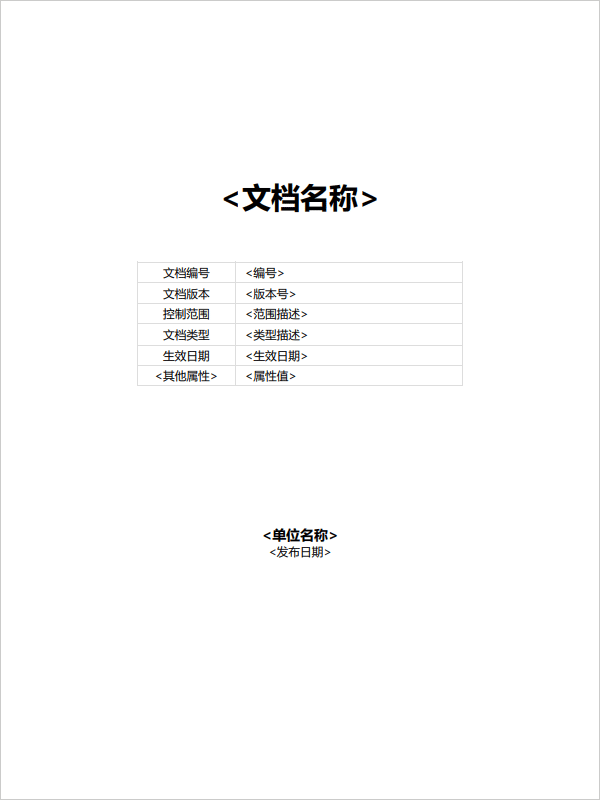 <文档名称>
文档编号 <编号>
文档版本 <版本号>
控制范围 <范围描述>
文档类型 <类型描述>
生效日期 <生效日期>
<其他属性> <属性值>
<单位名称>
<发布日期>